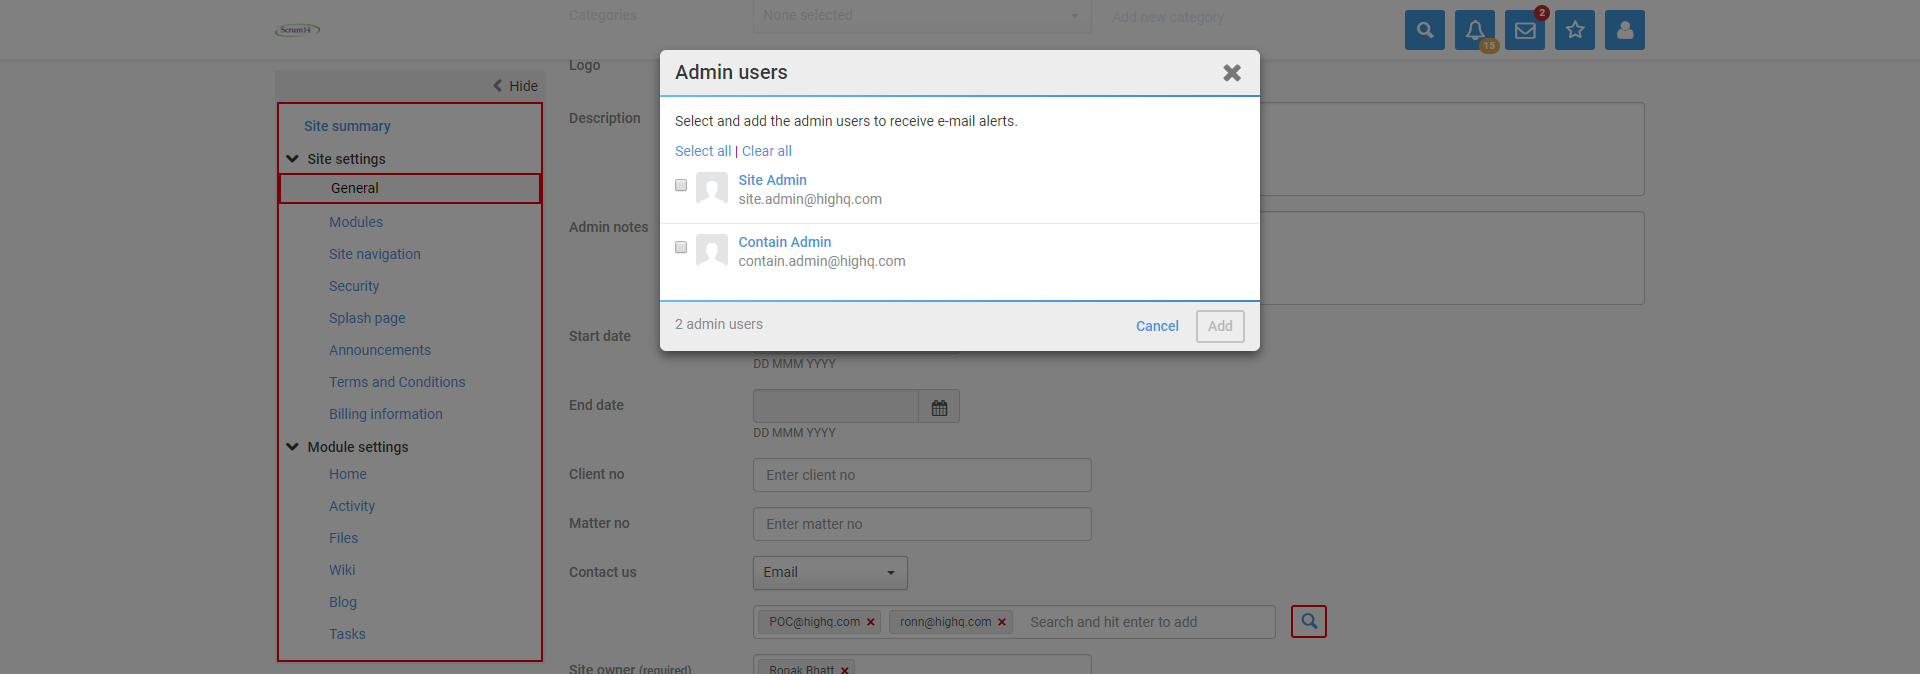 Categories
None selected
Add new category
Scrum14
15
2
Logo
Hide
Site summary
Site settings
General
Modules
Site navigation
Security
Splash page
Announcements
Terms and Conditions
Billing information
Module settings
Home
Activity
Files
Wiki
Blog
Tasks
Admin users
Select and add the admin users to receive e-mail alerts.
Select all | Clear all
Site Admin
site.admin@highq.com
Contain Admin
contain.admin@highq.com
2 admin users
Cancel
Add
Description
Admin notes
Start date
DD MMM YYYY
End date
DD MMM YYYY
Client no
Enter client no
Matter no
Enter matter no
Contact us
Email
POC@highq.com
ronn@highq.com
Search and hit enter to add
Site owner (required)
Ronak Bhatt